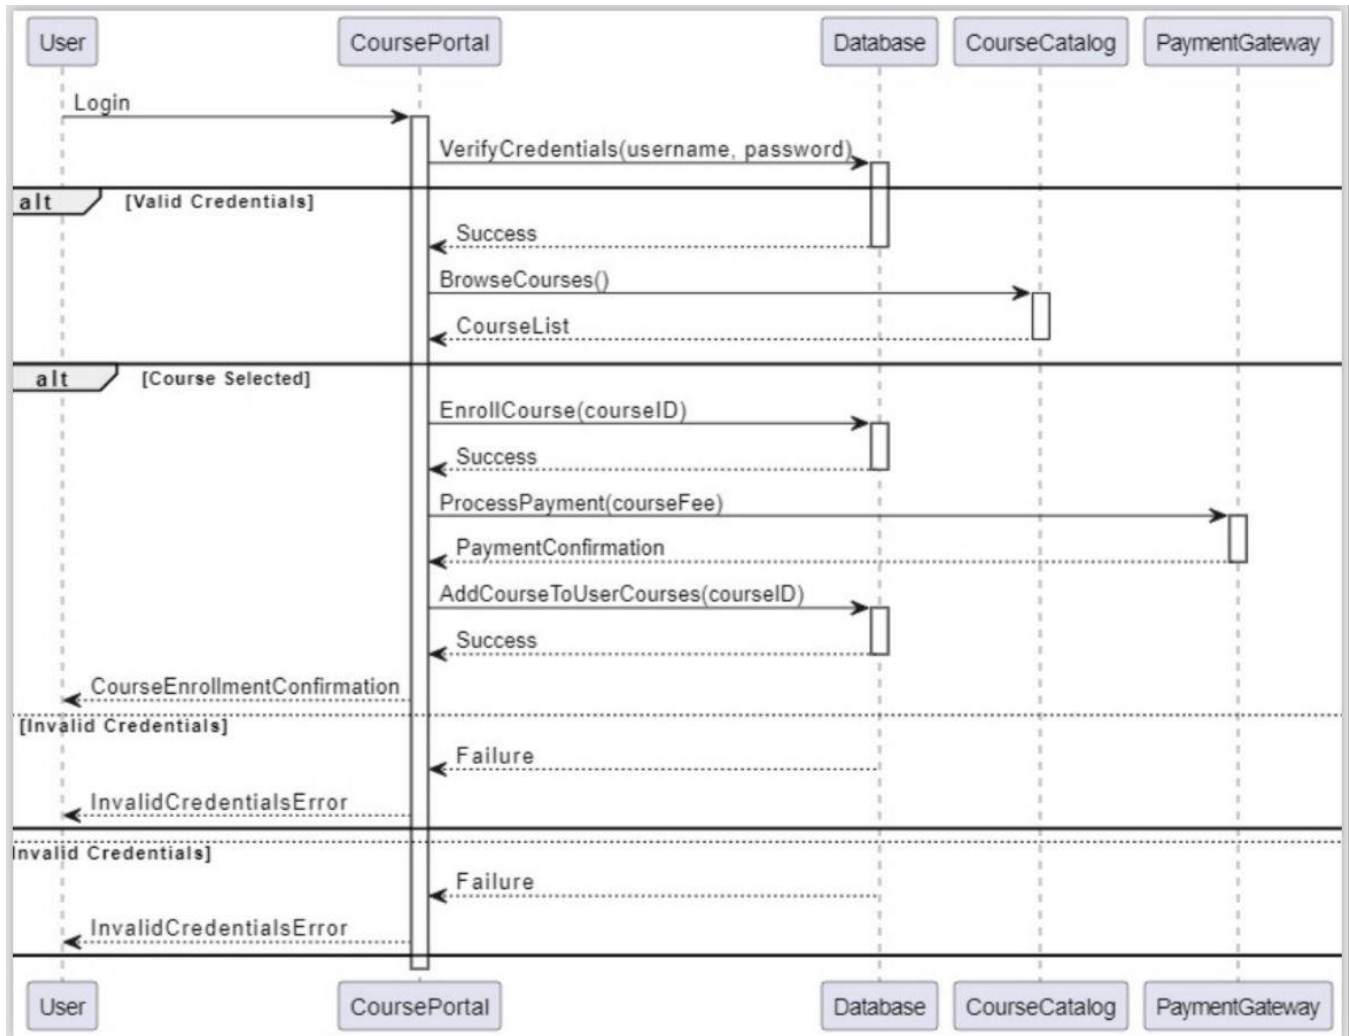 User CoursePortal Database CourseCatalog PaymentGateway
Login
VerifyCredentials(username, password)
alt [Valid Credentials]
Success
BrowseCourses()
CourseList
alt [Course Selected]
EnrollCourse(courseID)
Success
ProcessPayment(courseFee)
PaymentConfirmation
AddCourseToUserCourses(courseID)
Success
CourseEnrollmentConfirmation
[Invalid Credentials]
Failure
InvalidCredentialsError
Invalid Credentials]
Failure
InvalidCredentialsError
User CoursePortal Database CourseCatalog PaymentGateway